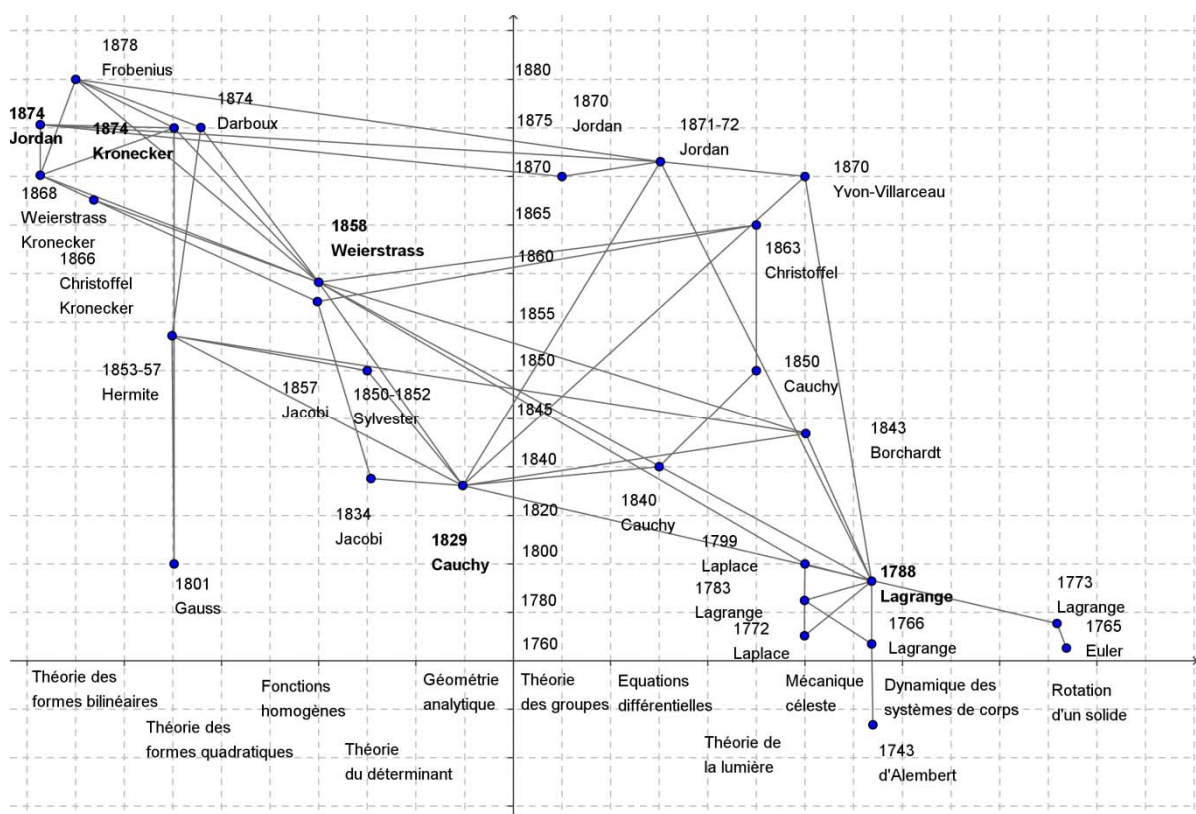 1878
Frobenius
1880
1874
Darboux
1870
Jordan
1874
Jordan
1874
Kronecker
1875
1871-72
Jordan
1870
1870
Yvon-Villarceau
1868
Weierstrass
Kronecker
1866
Christoffel
Kronecker
1858
Weierstrass
1865
1860
1863
Christoffel
1855
1853-57
Hermite
1857
Jacobi
1850-1852
Sylvester
1850
1850
Cauchy
1845
1843
Borchardt
1840
1840
Cauchy
1834
Jacobi
1829
Cauchy
1820
1799
Laplace
1800
1801
Gauss
1783
Lagrange
1788
Lagrange
1773
Lagrange
1780
1772
Laplace
1766
Lagrange
1765
Euler
1760
Théorie des
formes bilinéaires
Théorie des
formes quadratiques
Fonctions
homogènes
Théorie
du déterminant
Géométrie
analytique
Théorie
des groupes
Equations
différentielles
Théorie de
la lumière
Mécanique
céleste
Dynamique des
systèmes de corps
Rotation
d'un solide
1743
d'Alembert